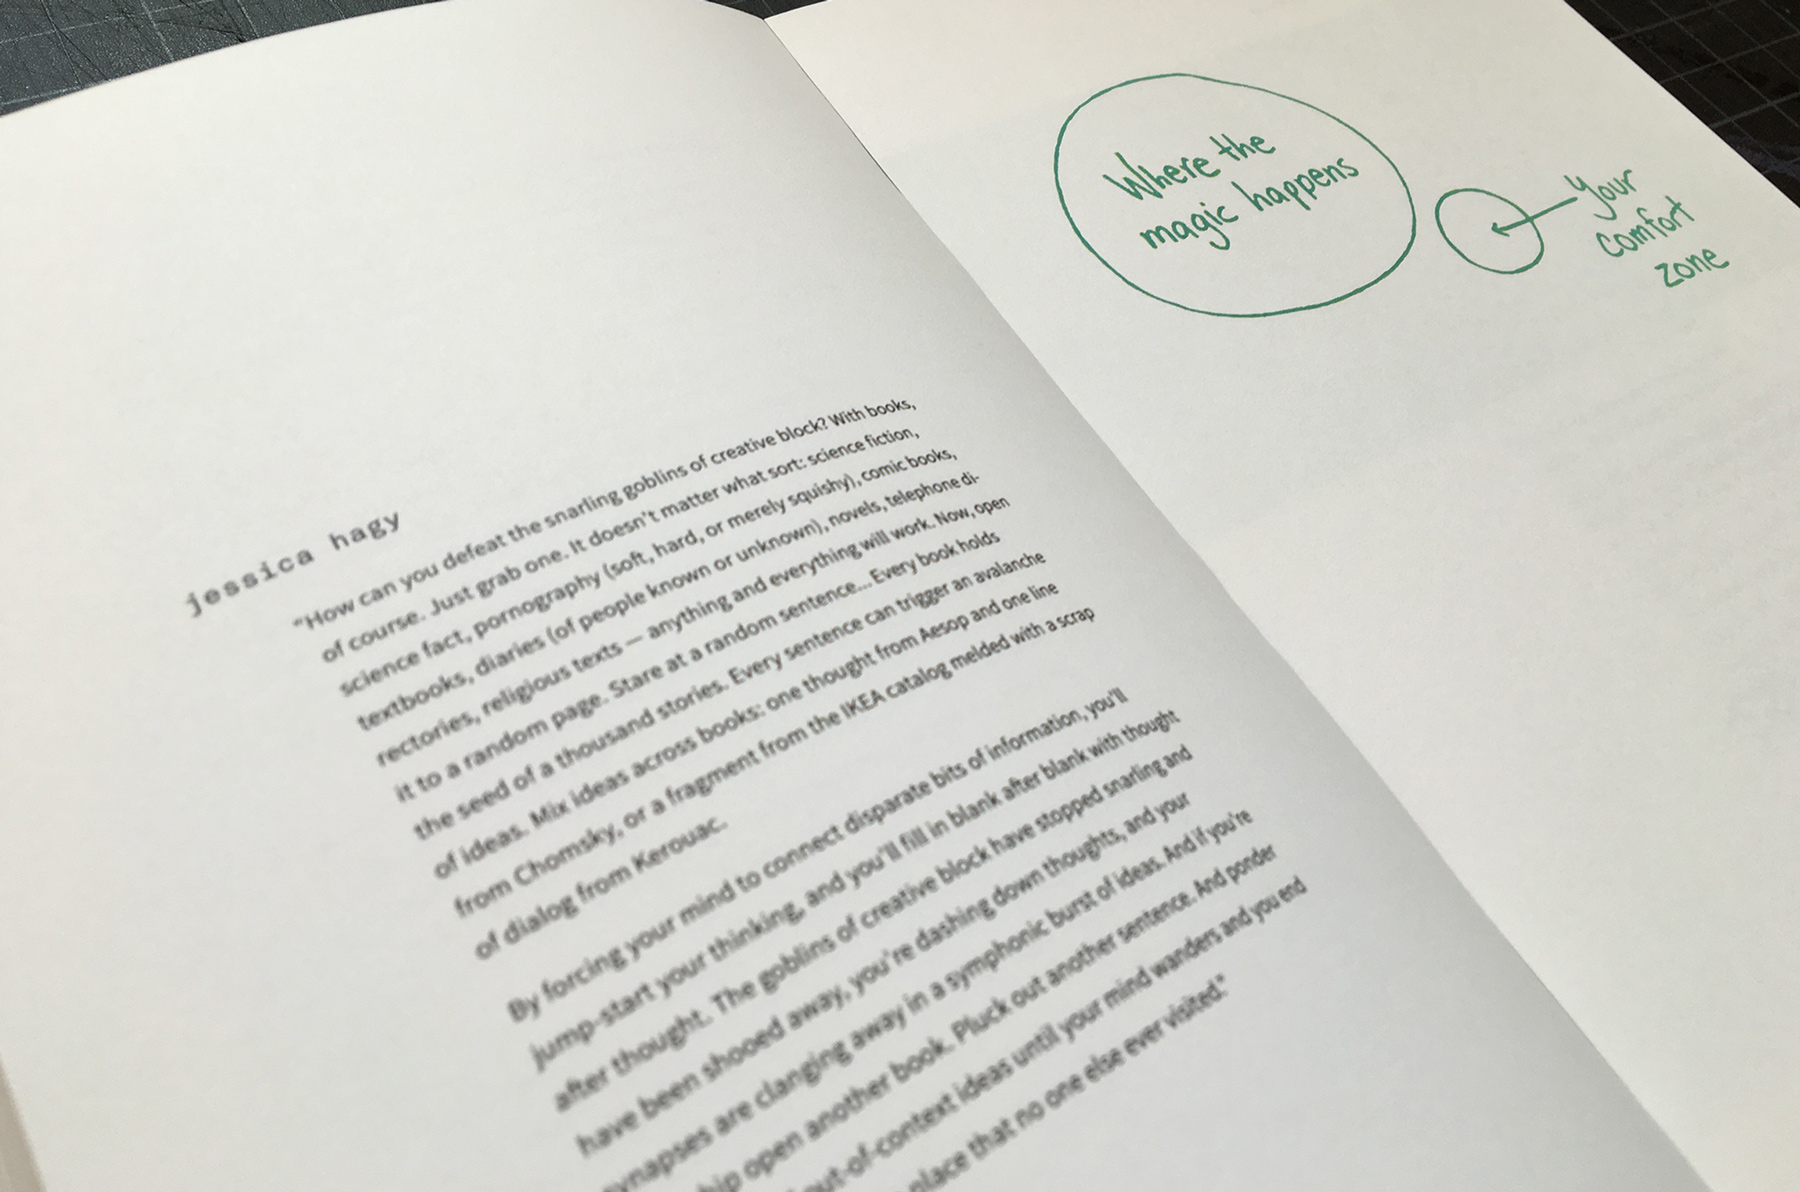 jessica hagy
“How can you defeat the snarling goblins of creative block? With books,
of course. Just grab one. It doesn’t matter what sort: science fiction,
science fact, pornography (soft, hard, or merely squishy), comic books,
textbooks, diaries (of people known or unknown), novels, telephone di-
rectories, religious texts — anything and everything will work. Now, open
it to a random page. Stare at a random sentence... Every book holds
the seed of a thousand stories. Every sentence can trigger an avalanche
of ideas. Mix ideas across books: one thought from Aesop and one line
from Chomsky, or a fragment from the IKEA catalog melded with a scrap
of dialog from Kerouac.
By forcing your mind to connect disparate bits of information, you’ll
jump-start your thinking, and you’ll fill in blank after blank with thought
after thought. The goblins of creative block have stopped snarling and
have been shooed away, you’re dashing down thoughts, and your
synapses are clanging away in a symphonic burst of ideas. And if you’re
open another book. Pluck out another sentence. And ponder
out-of-context ideas until your mind wanders and you end
place that no one else ever visited.”
Where the
magic happens
Your
comfort
zone